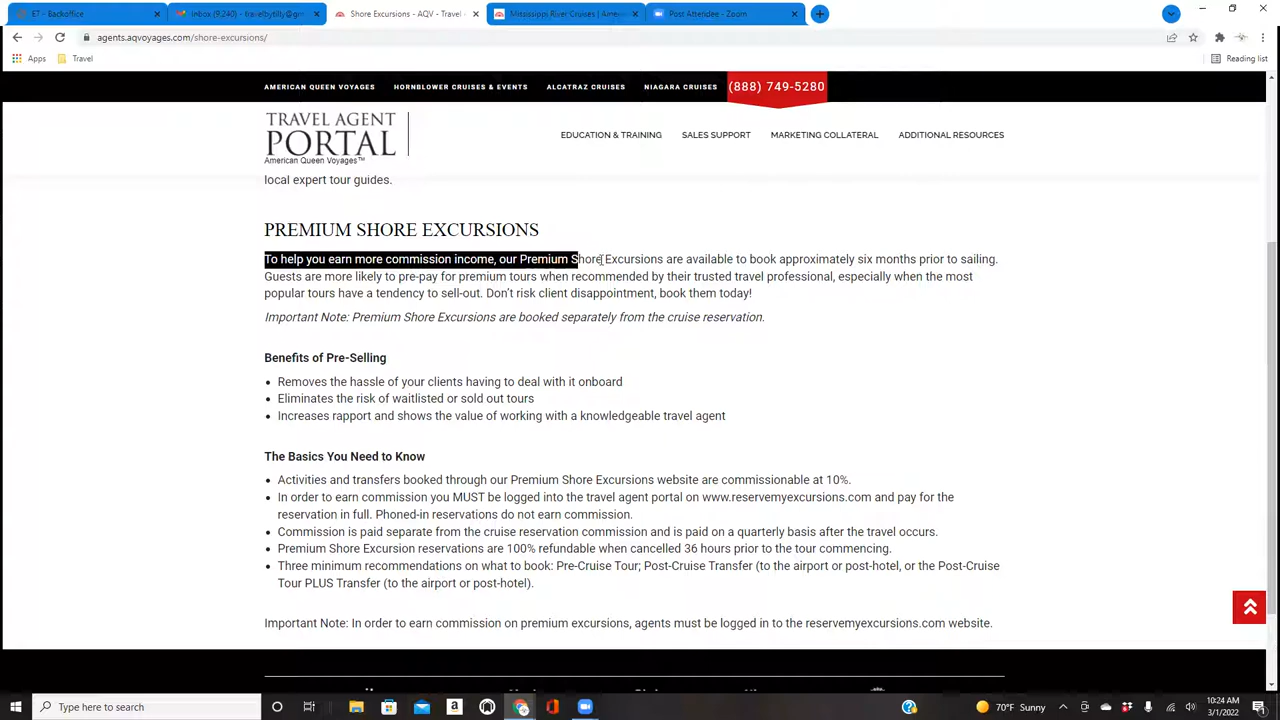 E7 - Backoffice
Inbox (9,240) - travelbytilly@gm
Shore Excursions - AQV - Travel
Mississippi River Cruises | Americ
Post Attendee - Zoom
agents.aqvoyages.com/shore-excursions/
Apps
Travel
Reading list
AMERICAN QUEEN VOYAGES
HORNBLOWER CRUISES & EVENTS
ALCATRAZ CRUISES
NIAGARA CRUISES
(888) 749-5280
TRAVEL AGENT
PORTAL
American Queen Voyages™
EDUCATION & TRAINING
SALES SUPPORT
MARKETING COLLATERAL
ADDITIONAL RESOURCES
local expert tour guides.
PREMIUM SHORE EXCURSIONS
To help you earn more commission income, our Premium Shore Excursions are available to book approximately six months prior to sailing.
Guests are more likely to pre-pay for premium tours when recommended by their trusted travel professional, especially when the most
popular tours have a tendency to sell-out. Don't risk client disappointment, book them today!
Important Note: Premium Shore Excursions are booked separately from the cruise reservation.
Benefits of Pre-Selling
• Removes the hassle of your clients having to deal with it onboard
• Eliminates the risk of waitlisted or sold out tours
• Increases rapport and shows the value of working with a knowledgeable travel agent
The Basics You Need to Know
• Activities and transfers booked through our Premium Shore Excursions website are commissionable at 10%.
• In order to earn commission you MUST be logged into the travel agent portal on www.reservemyexcursions.com and pay for the
reservation in full. Phoned-in reservations do not earn commission.
• Commission is paid separate from the cruise reservation commission and is paid on a quarterly basis after the travel occurs.
• Premium Shore Excursion reservations are 100% refundable when cancelled 36 hours prior to the tour commencing.
• Three minimum recommendations on what to book: Pre-Cruise Tour; Post-Cruise Transfer (to the airport or post-hotel, or the Post-Cruise
Tour PLUS Transfer (to the airport or post-hotel).
Important Note: In order to earn commission on premium excursions, agents must be logged in to the reservemyexcursions.com website.
Type here to search
70°F Sunny
10:24 AM
3/1/2022